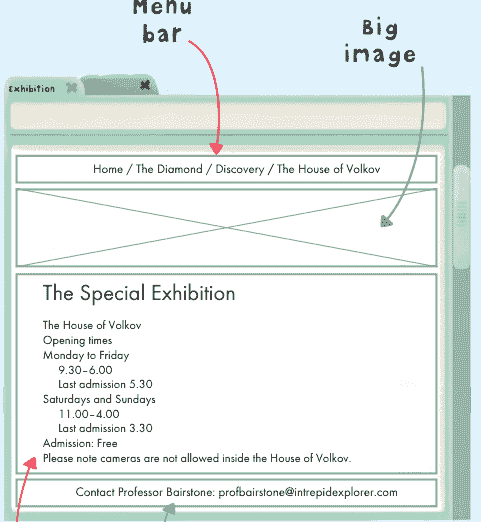 Menu
bar
Big
image
Exhibition
Home / The Diamond / Discovery / The House of Volkov
The Special Exhibition
The House of Volkov
Opening times
Monday to Friday
9.30–6.00
Last admission 5.30
Saturdays and Sundays
11.00–4.00
Last admission 3.30
Admission: Free
Please note cameras are not allowed inside the House of Volkov.
Contact Professor Bairstone: profbairstone@intrepidexplorer.com